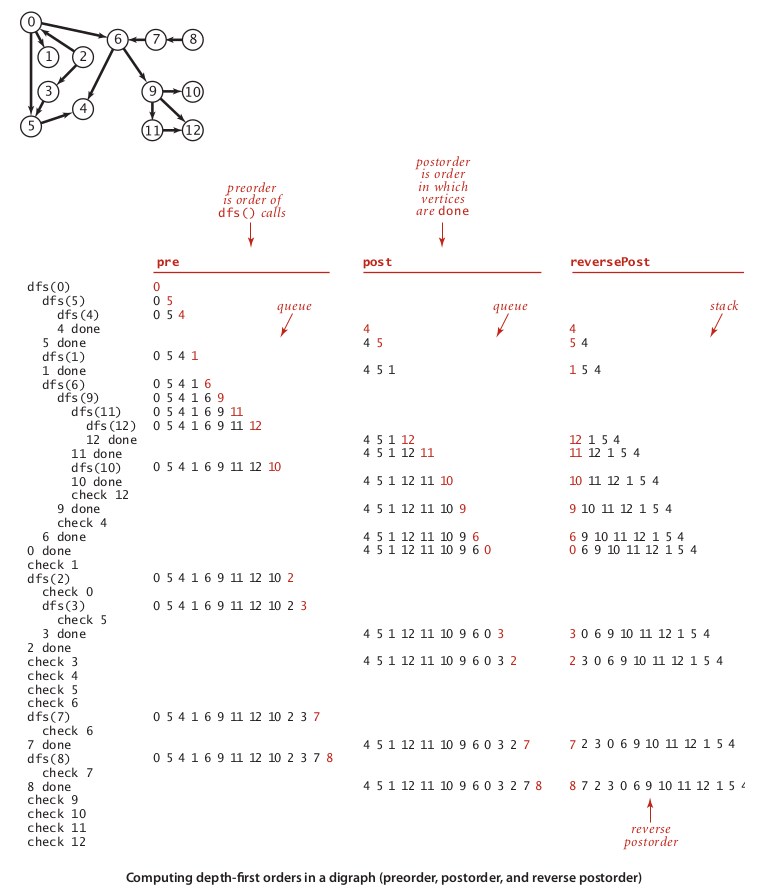 0
6 7 8
1 2
3 9 10
4
5 11 12
preorder
is order of
dfs() calls
postorder
is order
in which
vertices
are done
pre post reversePost
queue queue stack
dfs(0) 0
dfs(5) 0 5
dfs(4) 0 5 4
4 done 4 4
5 done 4 5 5 4
dfs(1) 0 5 4 1
1 done 4 5 1 1 5 4
dfs(6) 0 5 4 1 6
dfs(9) 0 5 4 1 6 9
dfs(11) 0 5 4 1 6 9 11
dfs(12) 0 5 4 1 6 9 11 12
12 done 4 5 1 12 12 1 5 4
11 done 4 5 1 12 11 11 12 1 5 4
dfs(10) 0 5 4 1 6 9 11 12 10
10 done 4 5 1 12 11 10 10 11 12 1 5 4
check 12
9 done 4 5 1 12 11 10 9 9 10 11 12 1 5 4
check 4
6 done 4 5 1 12 11 10 9 6 6 9 10 11 12 1 5 4
0 done 4 5 1 12 11 10 9 6 0 0 6 9 10 11 12 1 5 4
check 1
dfs(2) 0 5 4 1 6 9 11 12 10 2
check 0
dfs(3) 0 5 4 1 6 9 11 12 10 2 3
check 5
3 done 4 5 1 12 11 10 9 6 0 3 3 0 6 9 10 11 12 1 5 4
2 done
check 3 4 5 1 12 11 10 9 6 0 3 2 2 3 0 6 9 10 11 12 1 5 4
check 4
check 5
check 6
dfs(7) 0 5 4 1 6 9 11 12 10 2 3 7
check 6
7 done 4 5 1 12 11 10 9 6 0 3 2 7 7 2 3 0 6 9 10 11 12 1 5 4
dfs(8) 0 5 4 1 6 9 11 12 10 2 3 7 8
check 7
8 done 4 5 1 12 11 10 9 6 0 3 2 7 8 8 7 2 3 0 6 9 10 11 12 1 5 4
check 9
check 10
check 11
check 12
reverse
postorder
Computing depth-first orders in a digraph (preorder, postorder, and reverse postorder)